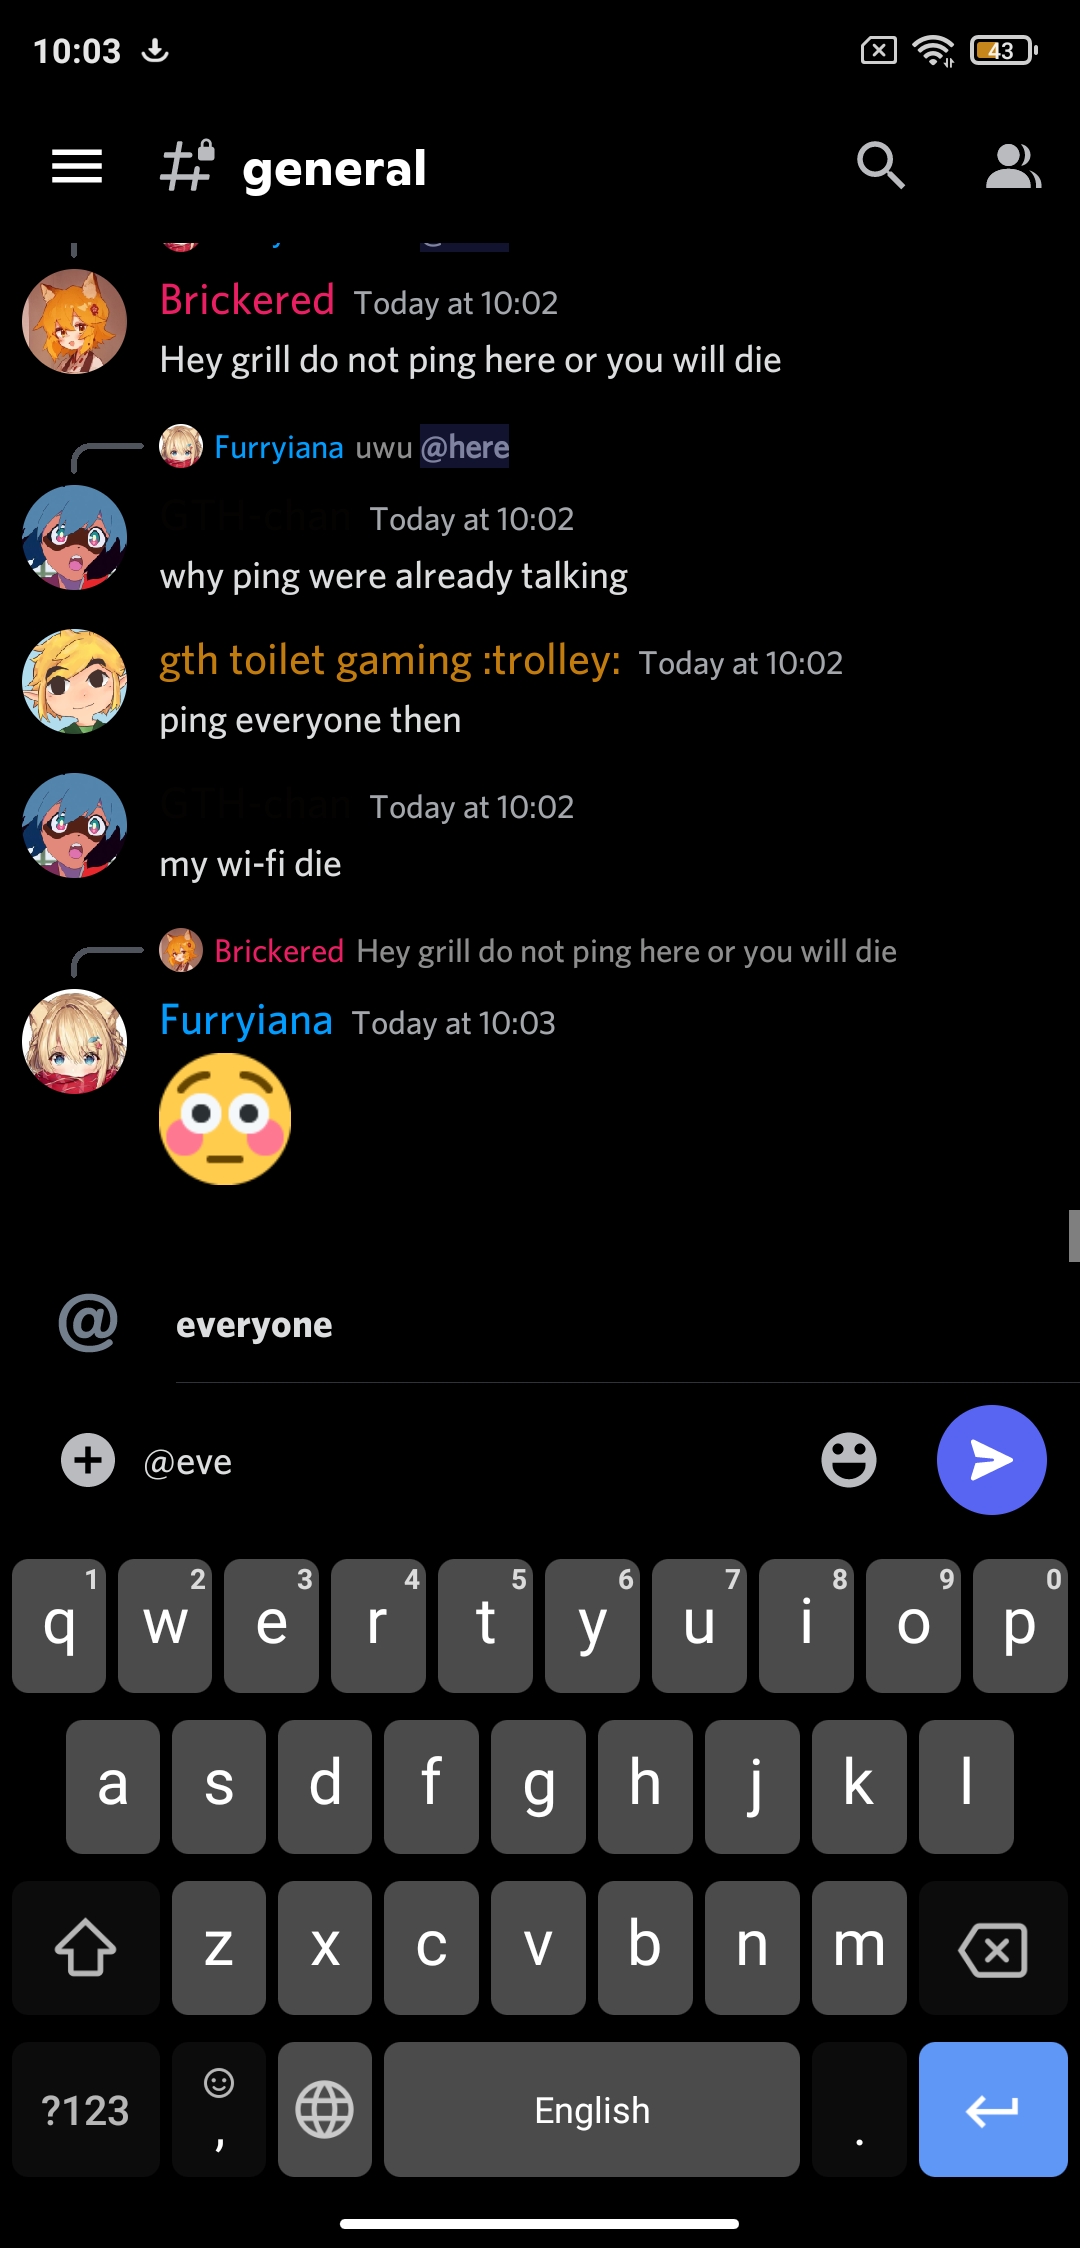 10:03
43
general
Brickered Today at 10:02
Hey grill do not ping here or you will die
Furryiana uwu @here
GTH-chan Today at 10:02
why ping were already talking
gth toilet gaming :trolley: Today at 10:02
ping everyone then
GTH-chan Today at 10:02
my wi-fi die
Brickered Hey grill do not ping here or you will die
Furryiana Today at 10:03
@ everyone
@eve
1 2 3 4 5 6 7 8 9 0
q w e r t y u i o p
a s d f g h j k l
z x c v b n m
?123 , English .